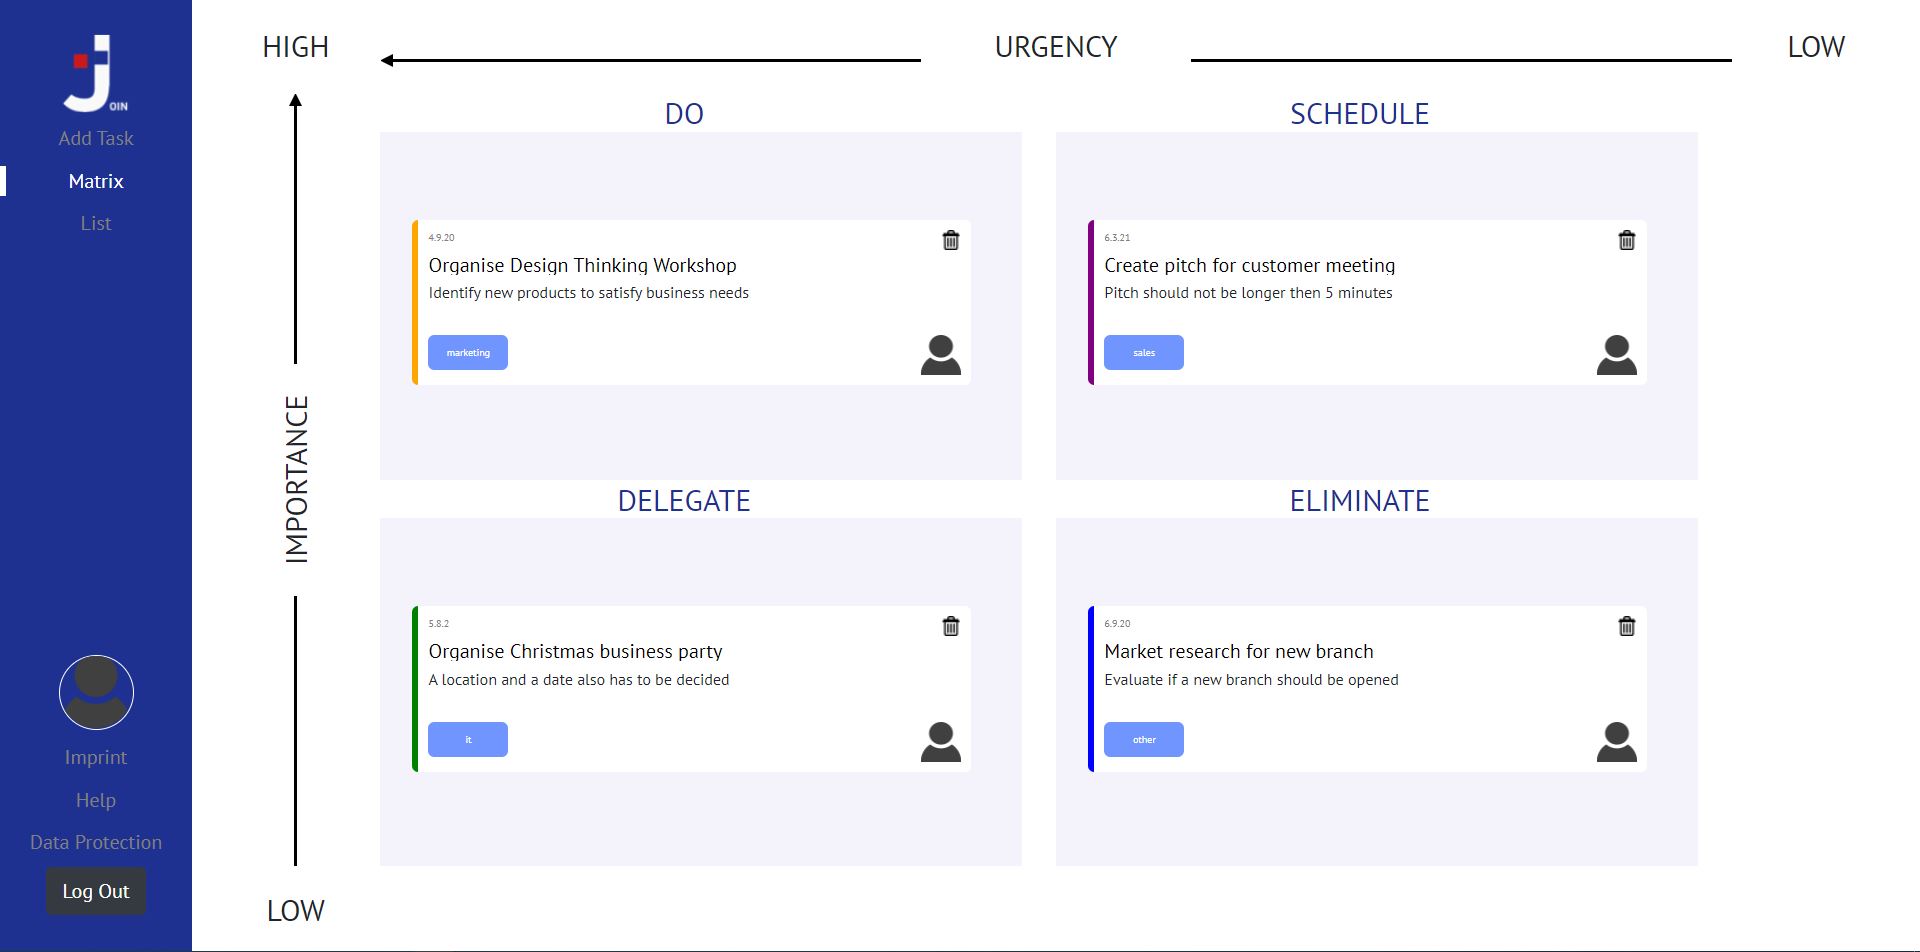 OIN
Add Task
Matrix
List
Imprint
Help
Data Protection
Log Out
HIGH
URGENCY
LOW
IMPORTANCE
LOW
DO
4.9.20
Organise Design Thinking Workshop
Identify new products to satisfy business needs
marketing
SCHEDULE
6.3.21
Create pitch for customer meeting
Pitch should not be longer then 5 minutes
sales
DELEGATE
5.8.2
Organise Christmas business party
A location and a date also has to be decided
it
ELIMINATE
6.9.20
Market research for new branch
Evaluate if a new branch should be opened
other